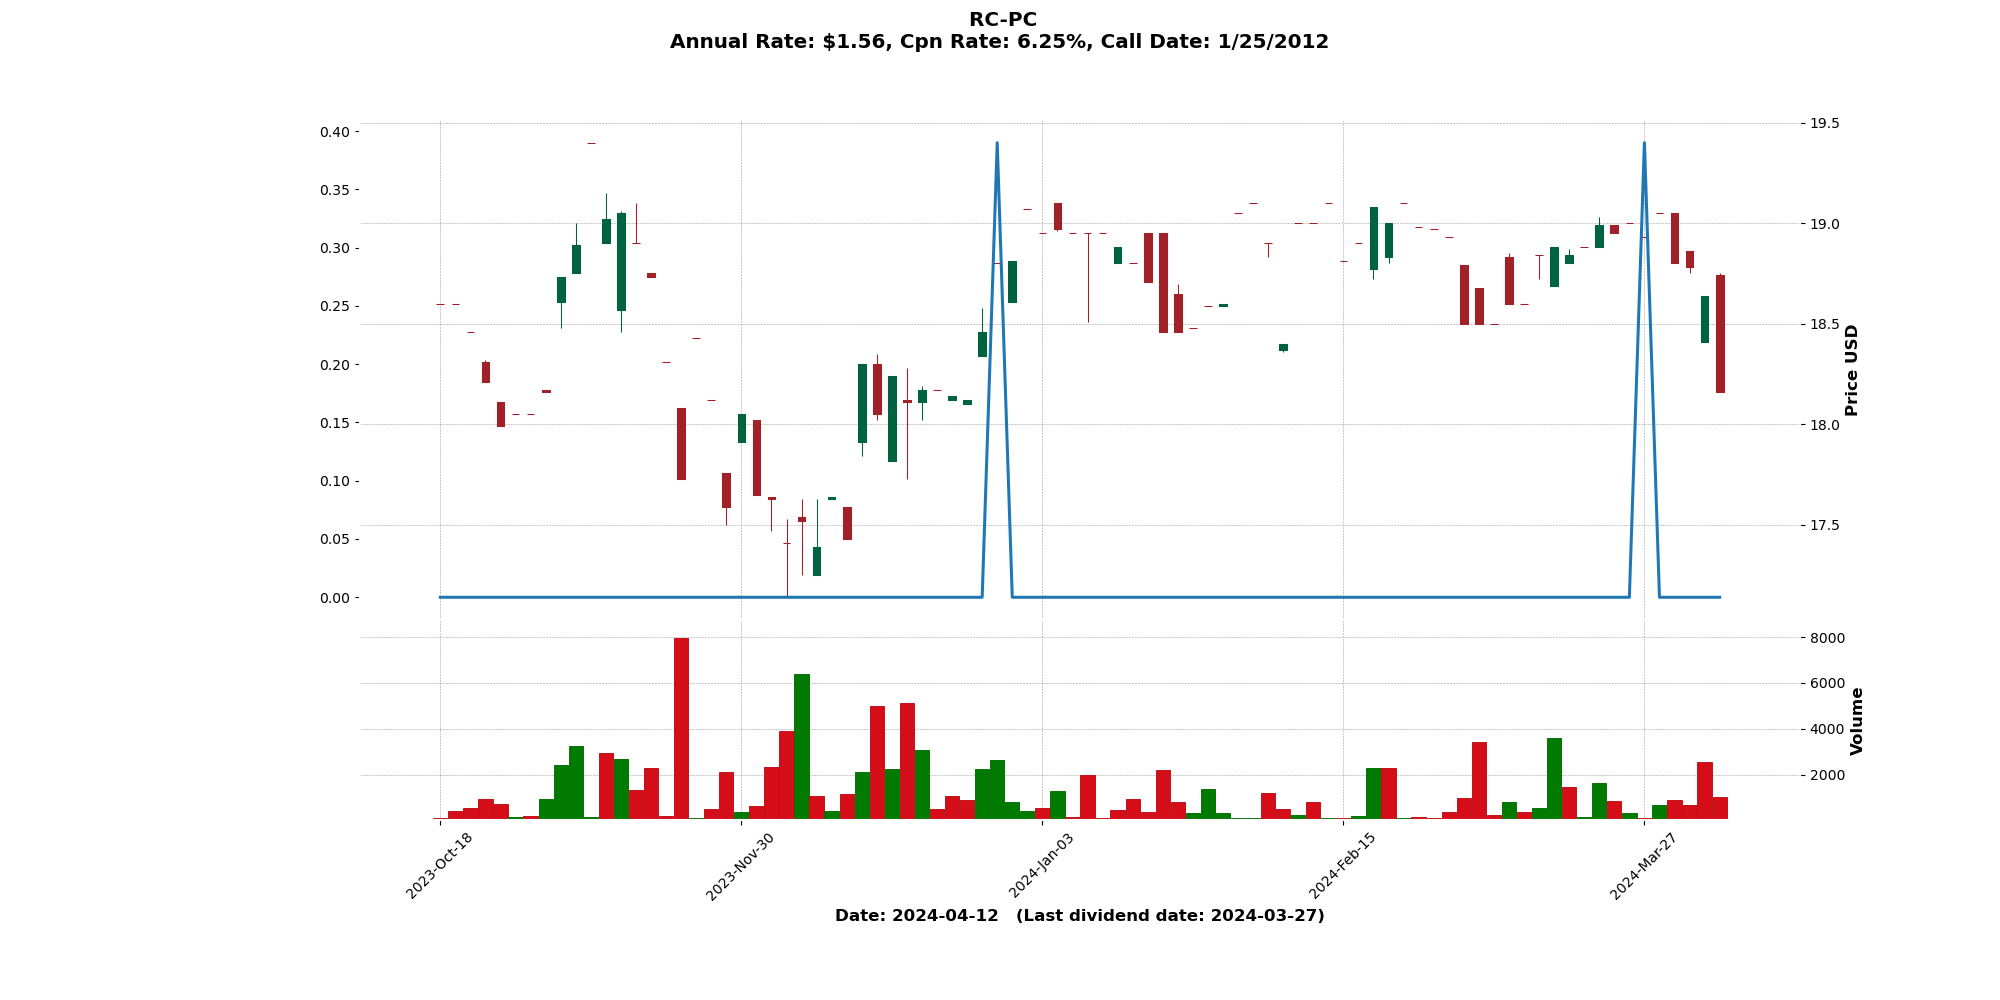 RC-PC
Annual Rate: $1.56, Cpn Rate: 6.25%, Call Date: 1/25/2012
0.40
0.35
0.30
0.25
0.20
0.15
0.10
0.05
0.00
19.5
19.0
18.5
18.0
17.5
Price USD
8000
6000
4000
2000
Volume
2023-Oct-18
2023-Nov-30
2024-Jan-03
2024-Feb-15
2024-Mar-27
Date: 2024-04-12 (Last dividend date: 2024-03-27)